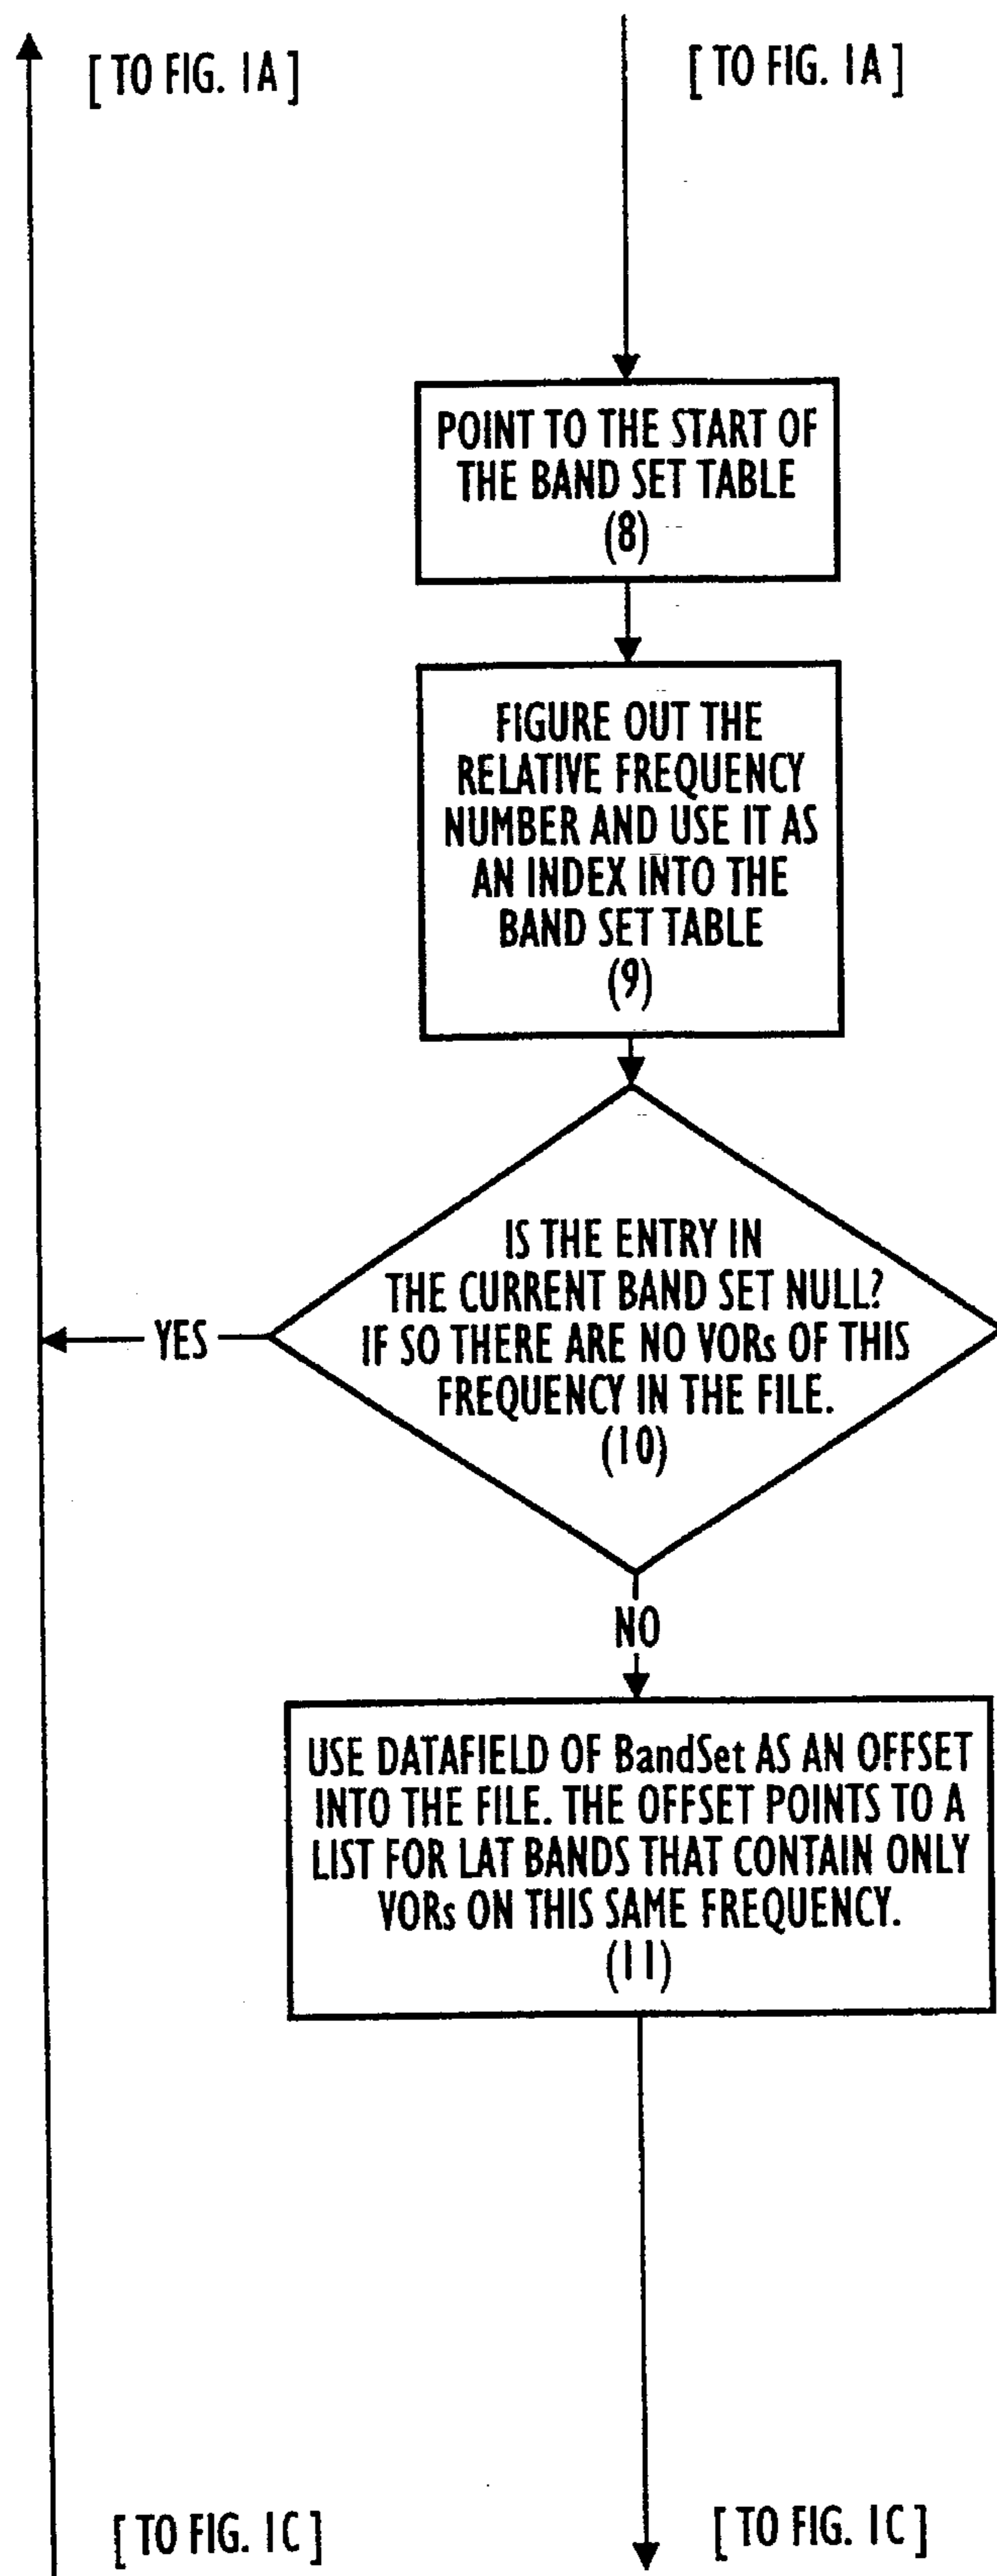 [ TO FIG. 1A ]
[ TO FIG. 1A ]
POINT TO THE START OF
THE BAND SET TABLE
(8)
FIGURE OUT THE
RELATIVE FREQUENCY
NUMBER AND USE IT AS
AN INDEX INTO THE
BAND SET TABLE
(9)
IS THE ENTRY IN
THE CURRENT BAND SET NULL?
IF SO THERE ARE NO VORs OF THIS
FREQUENCY IN THE FILE.
(10)
YES
NO
USE DATAFIELD OF BandSet AS AN OFFSET
INTO THE FILE. THE OFFSET POINTS TO A
LIST FOR LAT BANDS THAT CONTAIN ONLY
VORs ON THIS SAME FREQUENCY.
(11)
[ TO FIG. 1C ]
[ TO FIG. 1C ]